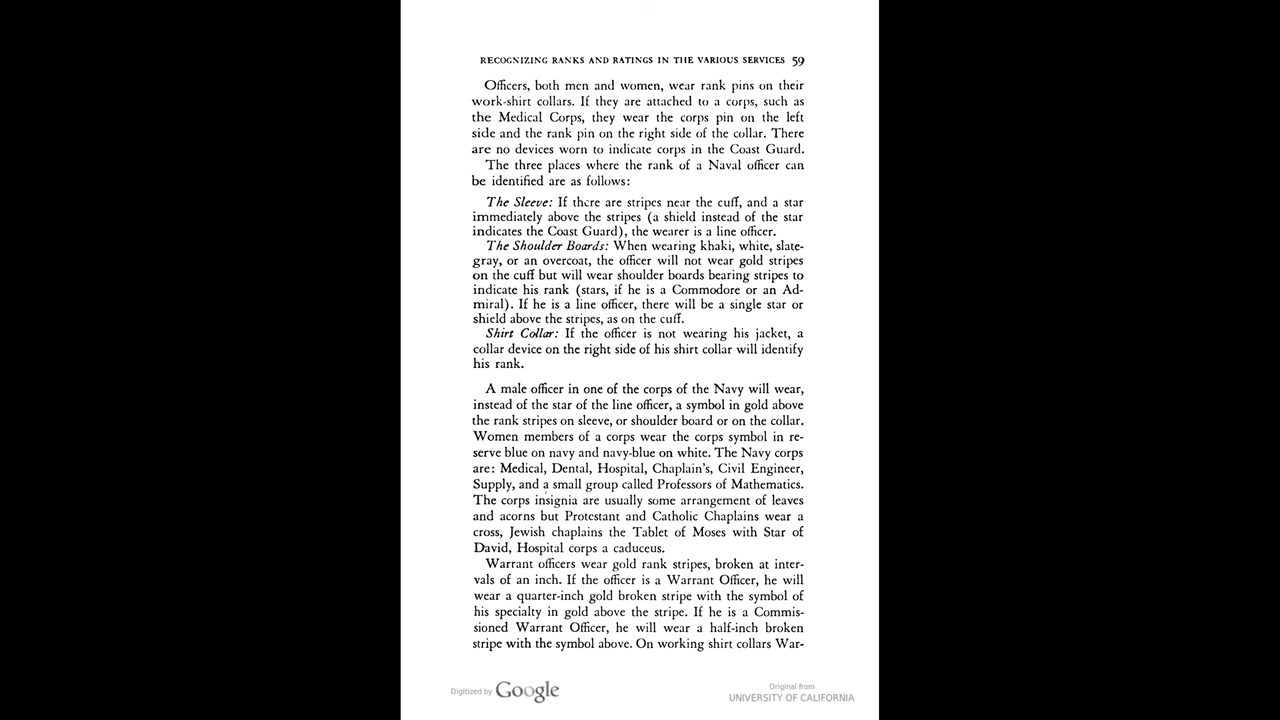 RECOGNIZING RANKS AND RATINGS IN THE VARIOUS SERVICES 59
Officers, both men and women, wear rank pins on their
work-shirt collars. If they are attached to a corps, such as
the Medical Corps, they wear the corps pin on the left
side and the rank pin on the right side of the collar. There
are no devices worn to indicate corps in the Coast Guard.
The three places where the rank of a Naval officer can
be identified are as follows:
The Sleeve: If there are stripes near the cuff, and a star
immediately above the stripes (a shield instead of the star
indicates the Coast Guard), the wearer is a line officer.
The Shoulder Boards: When wearing khaki, white, slate-
gray, or an overcoat, the officer will not wear gold stripes
on the cuff but will wear shoulder boards bearing stripes to
indicate his rank (stars, if he is a Commodore or an Ad-
miral). If he is a line officer, there will be a single star or
shield above the stripes, as on the cuff.
Shirt Collar: If the officer is not wearing his jacket, a
collar device on the right side of his shirt collar will identify
his rank.
A male officer in one of the corps of the Navy will wear,
instead of the star of the line officer, a symbol in gold above
the rank stripes on sleeve, or shoulder board or on the collar.
Women members of a corps wear the corps symbol in re-
serve blue on navy and navy-blue on white. The Navy corps
are: Medical, Dental, Hospital, Chaplain's, Civil Engineer,
Supply, and a small group called Professors of Mathematics.
The corps insignia are usually some arrangement of leaves
and acorns but Protestant and Catholic Chaplains wear a
cross, Jewish chaplains the Tablet of Moses with Star of
David, Hospital corps a caduceus.
Warrant officers wear gold rank stripes, broken at inter-
vals of an inch. If the officer is a Warrant Officer, he will
wear a quarter-inch gold broken stripe with the symbol of
his specialty in gold above the stripe. If he is a Commis-
sioned Warrant Officer, he will wear a half-inch broken
stripe with the symbol above. On working shirt collars War-
Digitized by Google
Original from
UNIVERSITY OF CALIFORNIA